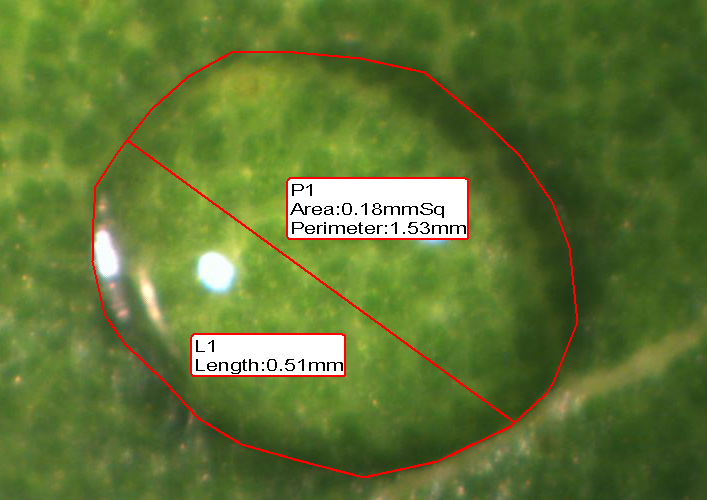 P1
Area:0.18mmSq
Perimeter:1.53mm
L1
Length:0.51mm